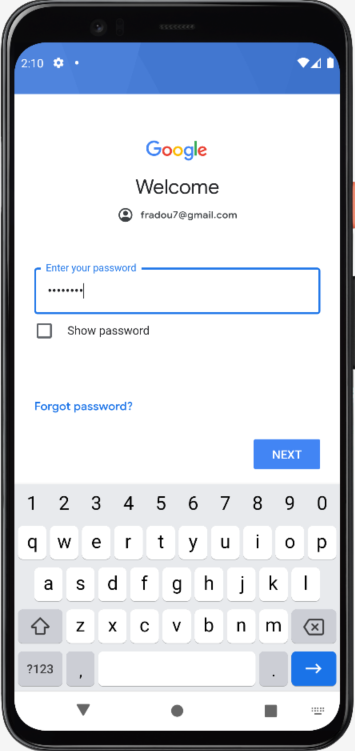 2:10
Google
Welcome
fradou7@gmail.com
Enter your password
••••••••
Show password
Forgot password?
NEXT
1 2 3 4 5 6 7 8 9 0
q w e r t y u i o p
a s d f g h j k l
z x c v b n m
?123 , .